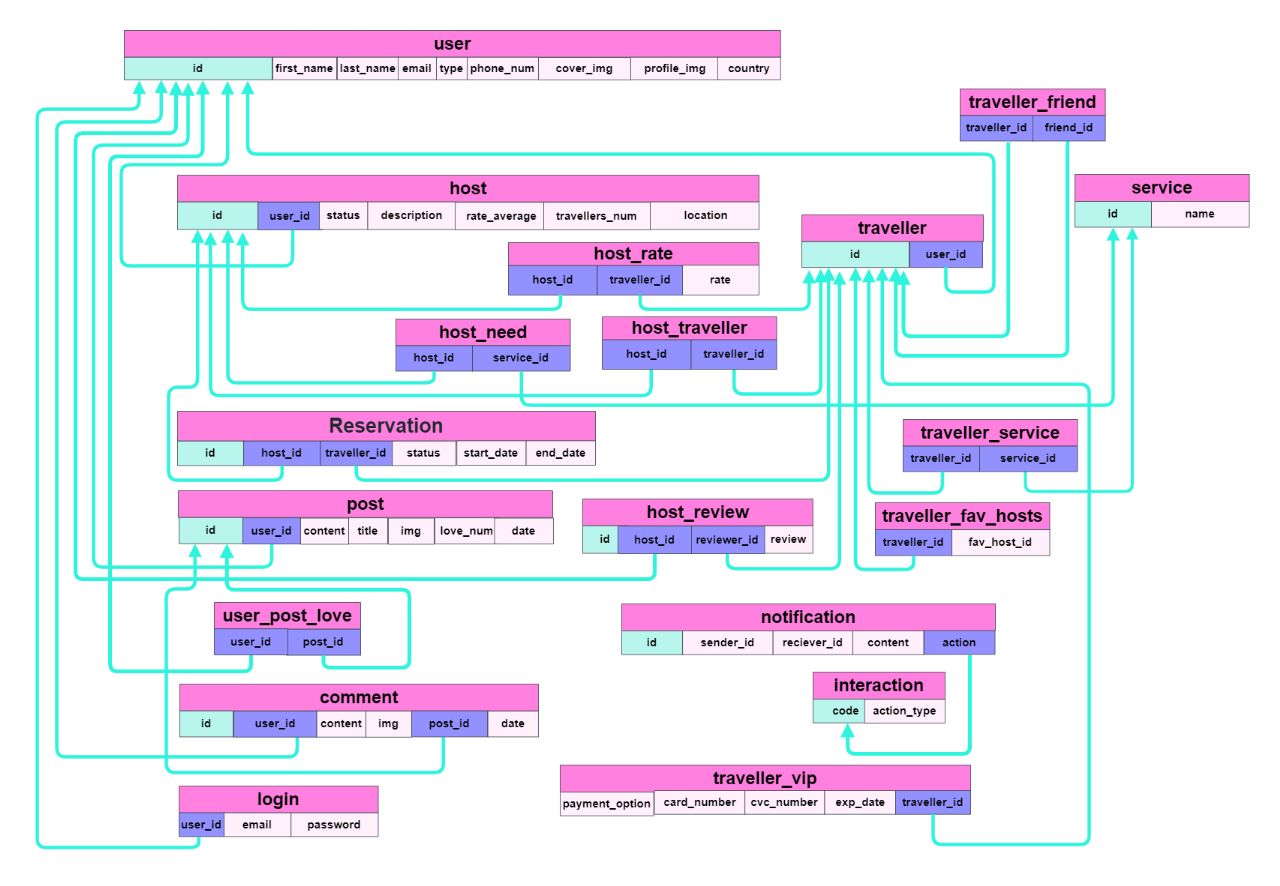 user
id first_name last_name email type phone_num cover_img profile_img country
traveller_friend
traveller_id friend_id
host
id user_id status description rate_average travellers_num location
service
id name
traveller
id user_id
host_rate
host_id traveller_id rate
host_need
host_id service_id
host_traveller
host_id traveller_id
Reservation
id host_id traveller_id status start_date end_date
traveller_service
traveller_id service_id
post
id user_id content title img love_num date
host_review
id host_id reviewer_id review
traveller_fav_hosts
traveller_id fav_host_id
user_post_love
user_id post_id
notification
id sender_id reciever_id content action
interaction
code action_type
comment
id user_id content img post_id date
traveller_vip
payment_option card_number cvc_number exp_date traveller_id
login
user_id email password